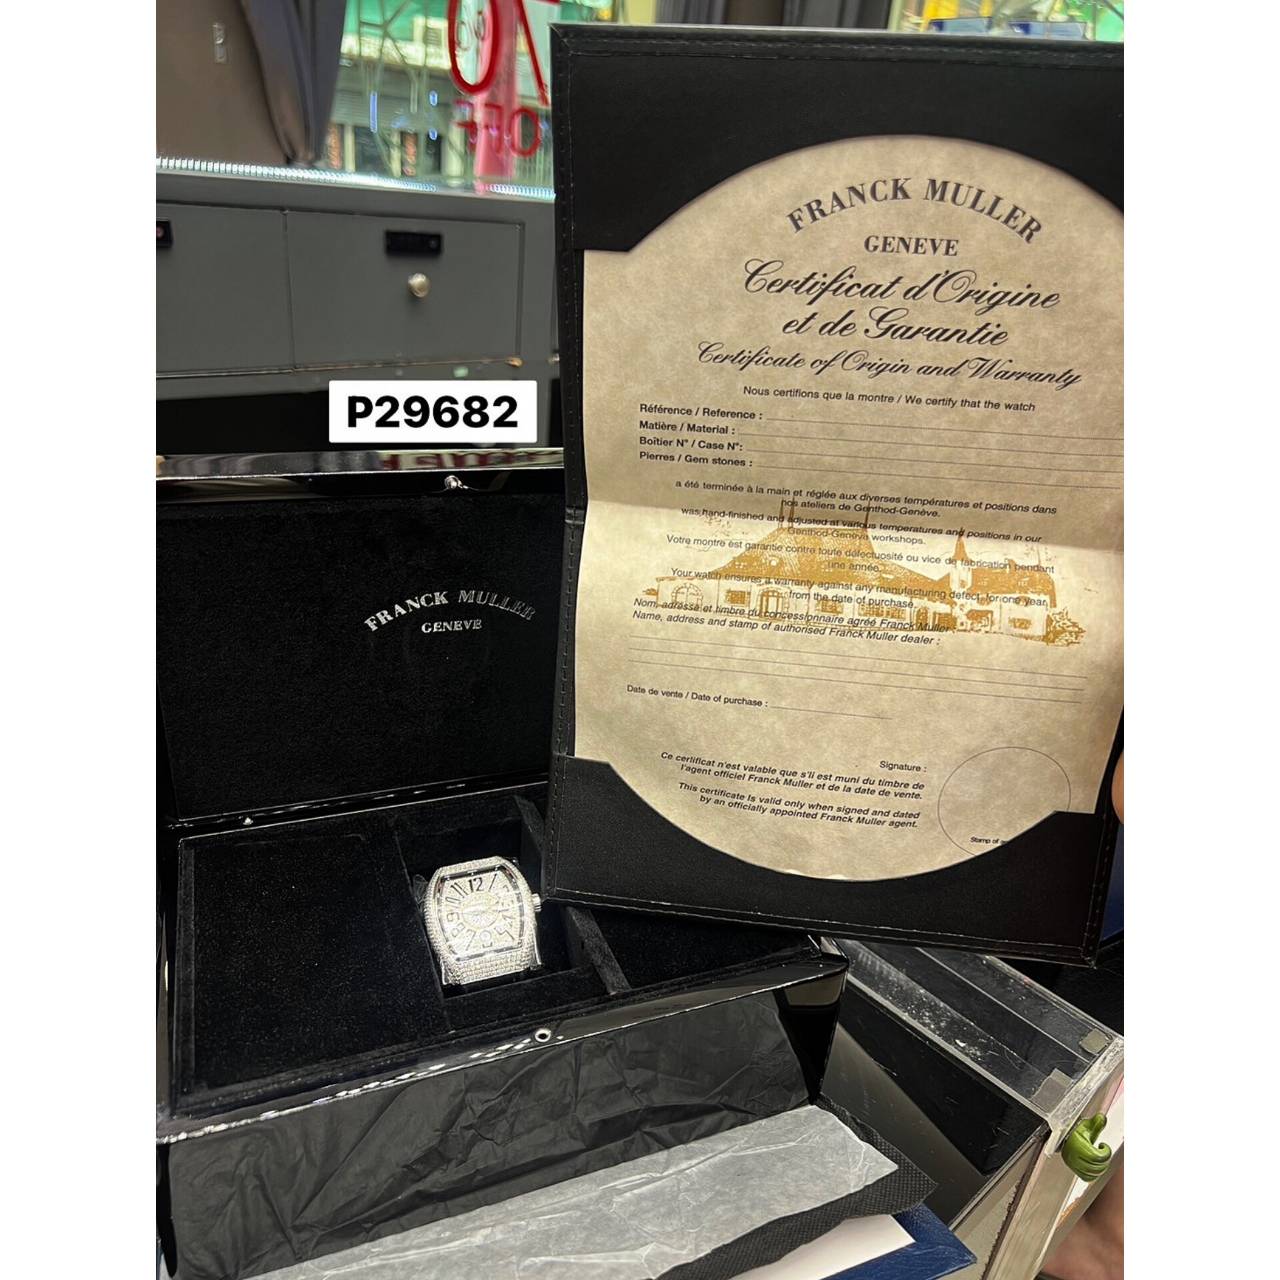 OFF
P29682
FRANCK MULLER
GENEVE
FRANCK MULLER
GENEVE
Certificat d'Origine
et de Garantie
Certificate of Origin and Warranty
Nous certifions que la montre / We certify that the watch
Référence / Reference :
Matière / Material :
Boîtier N° / Case N°:
Pierres / Gem stones :
a été terminée à la main et réglée aux diverses températures et positions dans
nos ateliers de Genthod-Genève.
was hand-finished and adjusted at various temperatures and positions in our
Genthod-Geneva workshops.
Votre montre est garantie contre toute défectuosité ou vice de fabrication pendant
une année.
Your watch ensures a warranty against any manufacturing defect, for one year,
from the date of purchase.
Nom, adresse et timbre du concessionnaire agréé Franck Muller
Name, address and stamp of authorised Franck Muller dealer :
Date de vente / Date of purchase :
Signature :
Ce cerlificat n'est valable que s'il est muni du timbre de
l'agent officiel Franck Muller et de la date de vente.
This certificate is valid only when signed and dated
by an officially appointed Franck Muller agent.
Stamp of
12